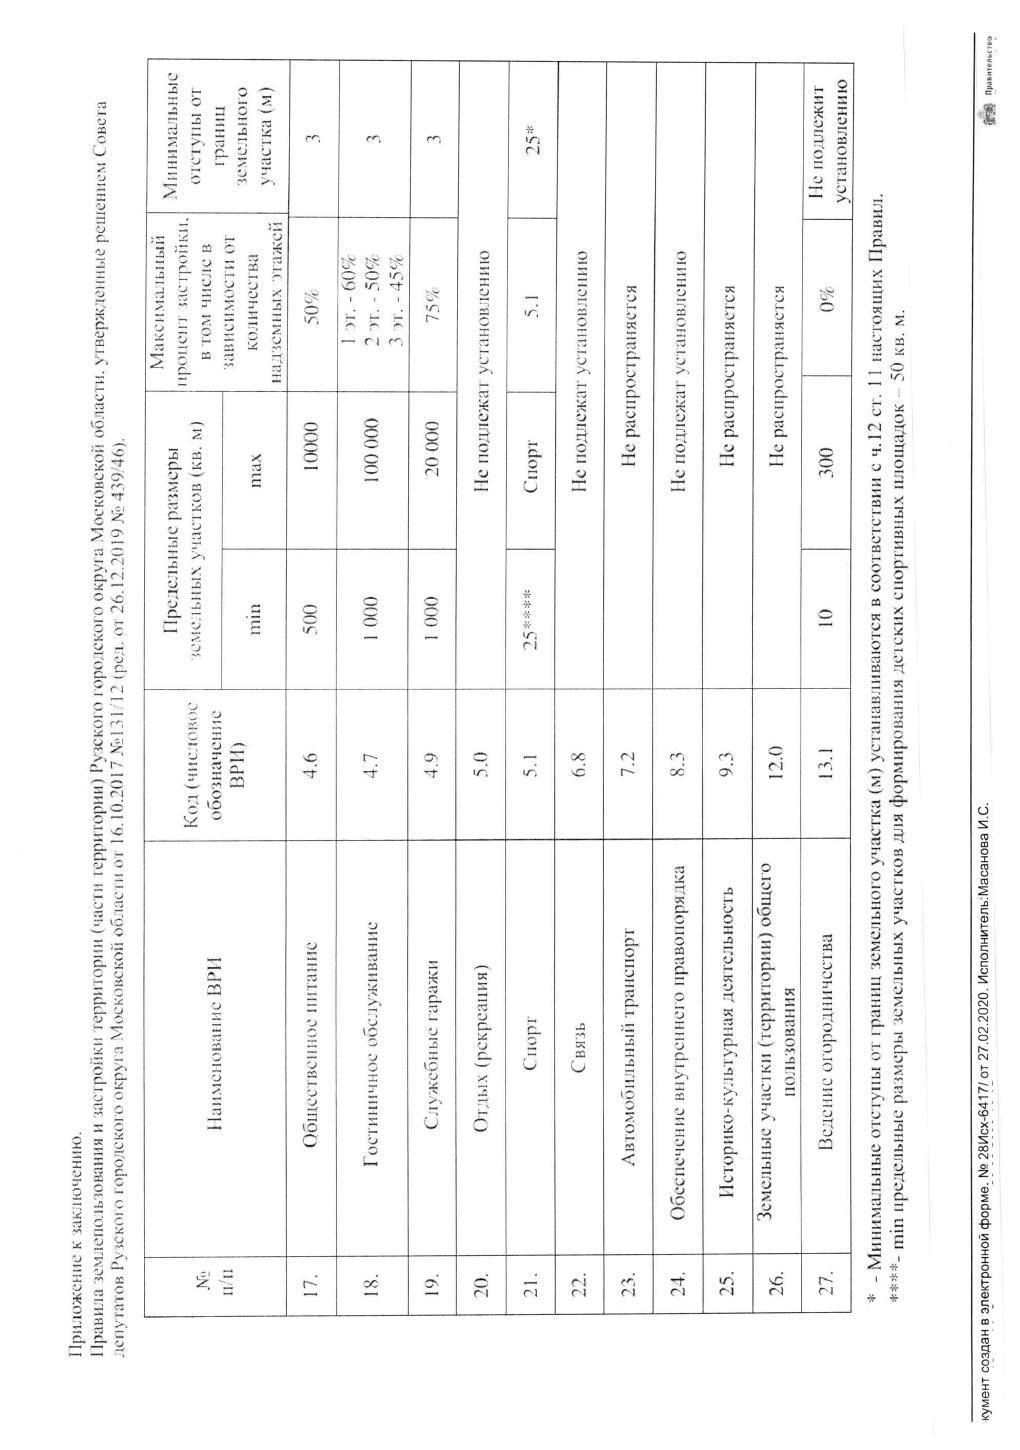 Приложение к заключению.
Правила землепользования и застройки территории (части территории) Рузского городского округа Московской области, утвержденные решением Совета
депутатов Рузского городского округа Московской области от 16.10.2017 №131/12 (ред. от 26.12.2019 № 439/46).
№ п/п
Наименование ВРИ
Код (числовое обозначение ВРИ)
Предельные размеры земельных участков (кв. м)
min
max
Максимальный процент застройки, в том числе в зависимости от количества надземных этажей
Минимальные отступы от границ земельного участка (м)
17. Общественное питание 4.6 500 10000 50% 3
18. Гостиничное обслуживание 4.7 1 000 100 000 1 эт. - 60% 2 эт. - 50% 3 эт. - 45% 3
19. Служебные гаражи 4.9 1 000 20 000 75% 3
20. Отдых (рекреация) 5.0 Не подлежат установлению
21. Спорт 5.1 25**** Спорт 5.1 25*
22. Связь 6.8 Не подлежат установлению
23. Автомобильный транспорт 7.2 Не распространяется
24. Обеспечение внутреннего правопорядка 8.3 Не подлежат установлению
25. Историко-культурная деятельность 9.3 Не распространяется
26. Земельные участки (территории) общего пользования 12.0 Не распространяется
27. Ведение огородничества 13.1 10 300 0% Не подлежит установлению
* - Минимальные отступы от границ земельного участка (м) устанавливаются в соответствии с ч.12 ст. 11 настоящих Правил.
****- min предельные размеры земельных участков для формирования детских спортивных площадок – 50 кв. м.
кумент создан в электронной форме. № 28Исх-6417/ от 27.02.2020. Исполнитель:Масанова И.С.
Правительство